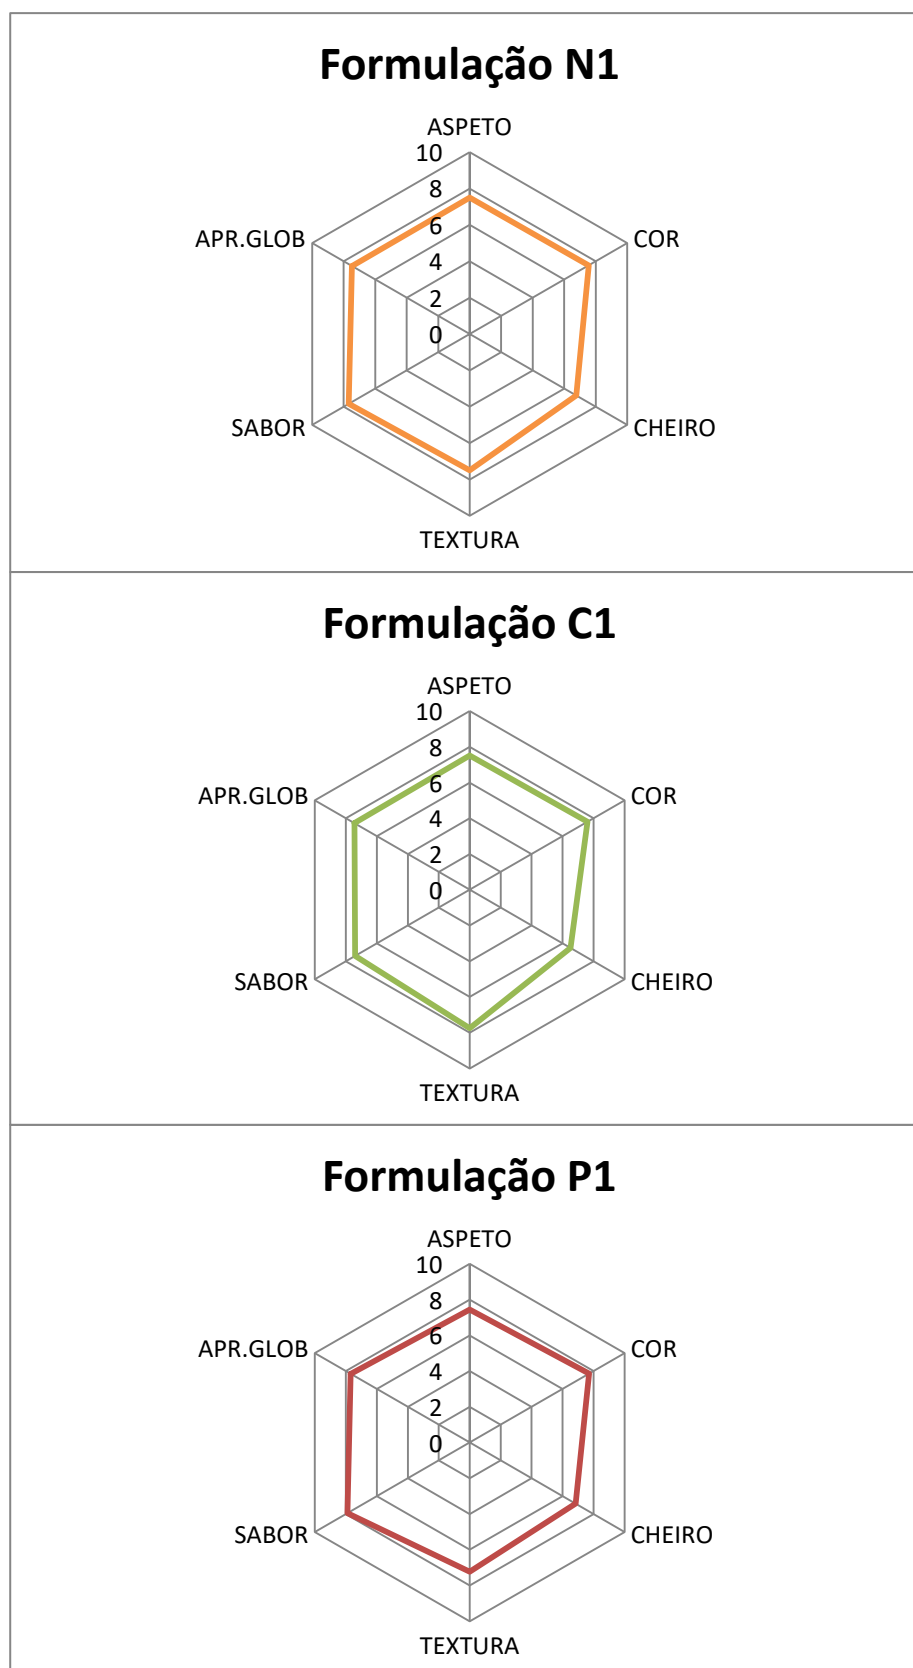 Formulação N1
ASPETO
10
8
6
4
2
0
APR.GLOB
COR
SABOR
CHEIRO
TEXTURA
Formulação C1
ASPETO
10
8
6
4
2
0
APR.GLOB
COR
SABOR
CHEIRO
TEXTURA
Formulação P1
ASPETO
10
8
6
4
2
0
APR.GLOB
COR
SABOR
CHEIRO
TEXTURA